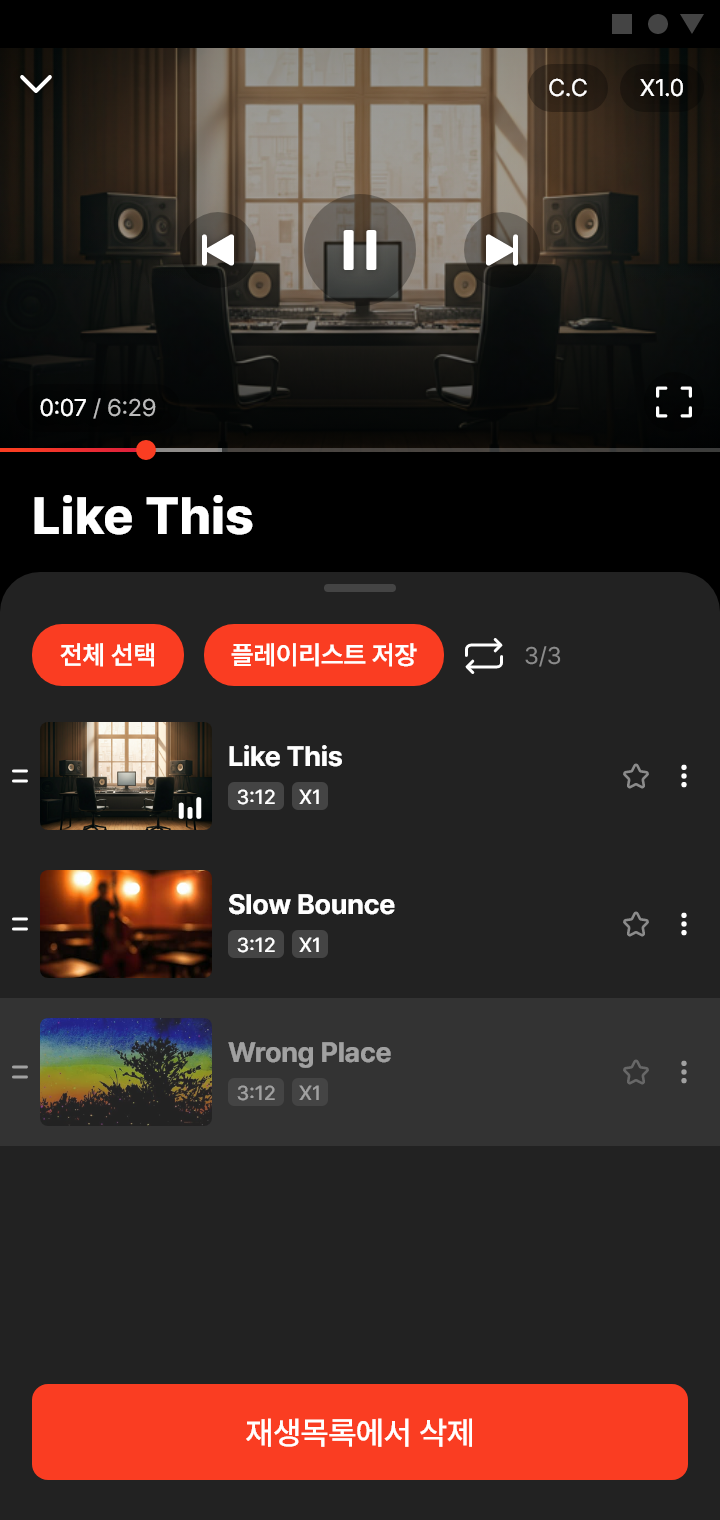 C.C X1.0
0:07 / 6:29
Like This
전체 선택 플레이리스트 저장 3/3
Like This
3:12 X1
Slow Bounce
3:12 X1
Wrong Place
3:12 X1
재생목록에서 삭제